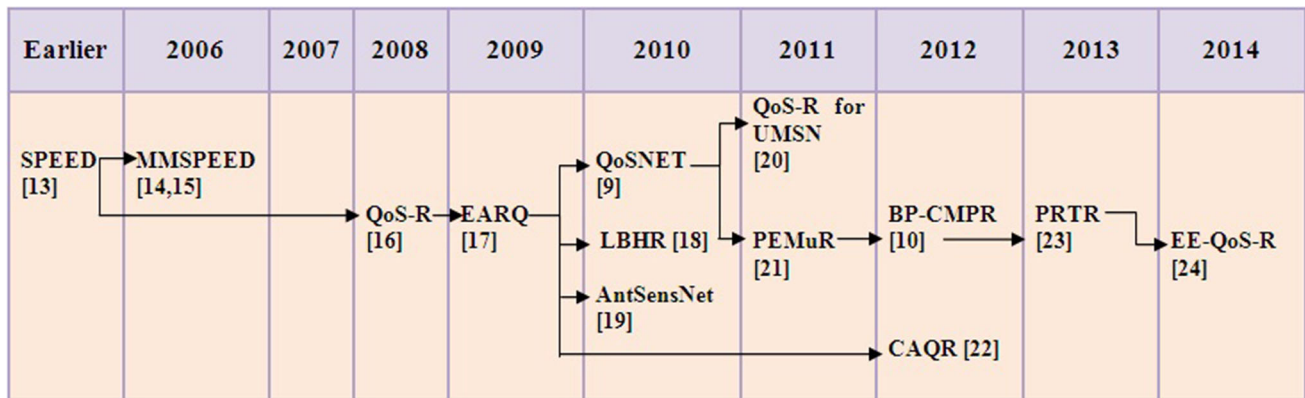 Earlier
2006
2007
2008
2009
2010
2011
2012
2013
2014
SPEED
[13]
MMSPEED
[14,15]
QoS-R
[16]
EARQ
[17]
QoSNET
[9]
LBHR [18]
AntSensNet
[19]
QoS-R for
UMSN
[20]
PEMuR
[21]
BP-CMPR
[10]
CAQR [22]
PRTR
[23]
EE-QoS-R
[24]